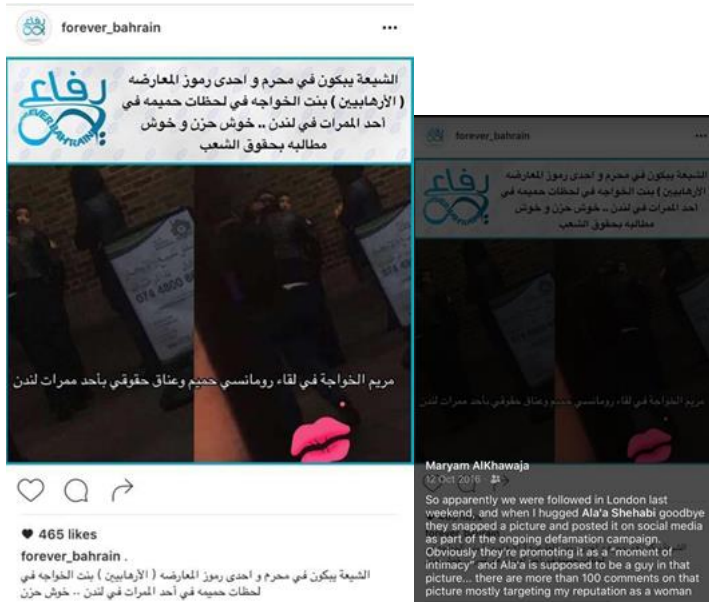 forever_bahrain
الشيعة يبكون في محرم و احدى رموز المعارضه
( الأرهابيين ) بنت الخواجه في لحظات حميمه في
أحد الممرات في لندن .. خوش حزن و خوش
مطالبه بحقوق الشعب
رفاعي
FOREVER BAHRAIN
074 4800
مريم الخواجة في لقاء رومانسي حميم وعناق حقوقي بأحد ممرات لندن
465 likes
forever_bahrain .
الشيعة يبكون في محرم و احدى رموز المعارضه ( الأرهابيين ) بنت الخواجه في
لحظات حميمه في أحد الممرات في لندن .. خوش حزن
forever_bahrain
الشيعة يبكون في محرم و احدى رموز المعارضه
( الأرهابيين ) بنت الخواجه في لحظات حميمه في
أحد الممرات في لندن .. خوش حزن و خوش
مطالبه بحقوق الشعب
مريم الخواجة في لقاء رومانسي حميم وعناق حقوقي بأحد ممرات لندن
Maryam AlKhawaja
12 Oct 2016
So apparently we were followed in London last
weekend, and when I hugged Ala'a Shehabi goodbye
they snapped a picture and posted it on social media
as part of the ongoing defamation campaign.
Obviously they're promoting it as a "moment of
intimacy" and Ala'a is supposed to be a guy in that
picture... there are more than 100 comments on that
picture mostly targeting my reputation as a woman